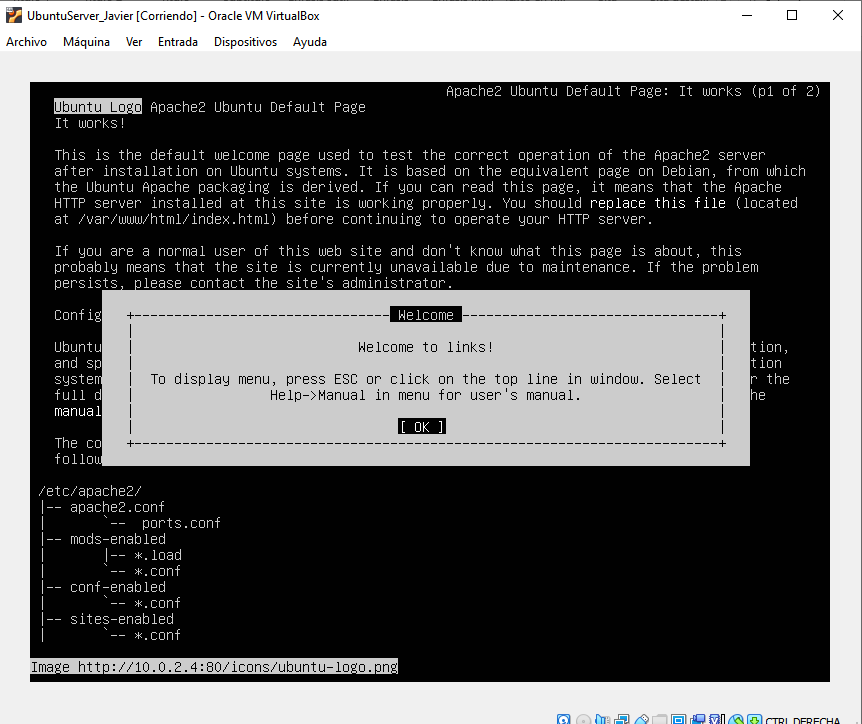 UbuntuServer_Javier [Corriendo] - Oracle VM VirtualBox
Archivo Máquina Ver Entrada Dispositivos Ayuda
Apache2 Ubuntu Default Page: It works (p1 of 2)
Ubuntu Logo Apache2 Ubuntu Default Page
It works!
This is the default welcome page used to test the correct operation of the Apache2 server
after installation on Ubuntu systems. It is based on the equivalent page on Debian, from which
the Ubuntu Apache packaging is derived. If you can read this page, it means that the Apache
HTTP server installed at this site is working properly. You should replace this file (located
at /var/www/html/index.html) before continuing to operate your HTTP server.
If you are a normal user of this web site and don't know what this page is about, this
probably means that the site is currently unavailable due to maintenance. If the problem
persists, please contact the site's administrator.
Config
Welcome
Ubuntu Welcome to links! tion,
and sp tion
system To display menu, press ESC or click on the top line in window. Select r the
full d Help->Manual in menu for user's manual. he
manual
[ OK ]
The co
follow
/etc/apache2/
|-- apache2.conf
|       `--  ports.conf
|-- mods-enabled
|       |-- *.load
|       `-- *.conf
|-- conf-enabled
|       `-- *.conf
|-- sites-enabled
|       `-- *.conf
Image http://10.0.2.4:80/icons/ubuntu-logo.png
CTRL DERECHA